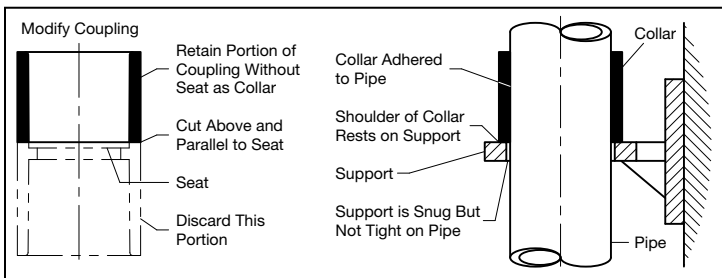 Modify Coupling
Retain Portion of
Coupling Without
Seat as Collar
Cut Above and
Parallel to Seat
Seat
Discard This
Portion
Collar Adhered
to Pipe
Shoulder of Collar
Rests on Support
Support
Support is Snug But
Not Tight on Pipe
Collar
Pipe